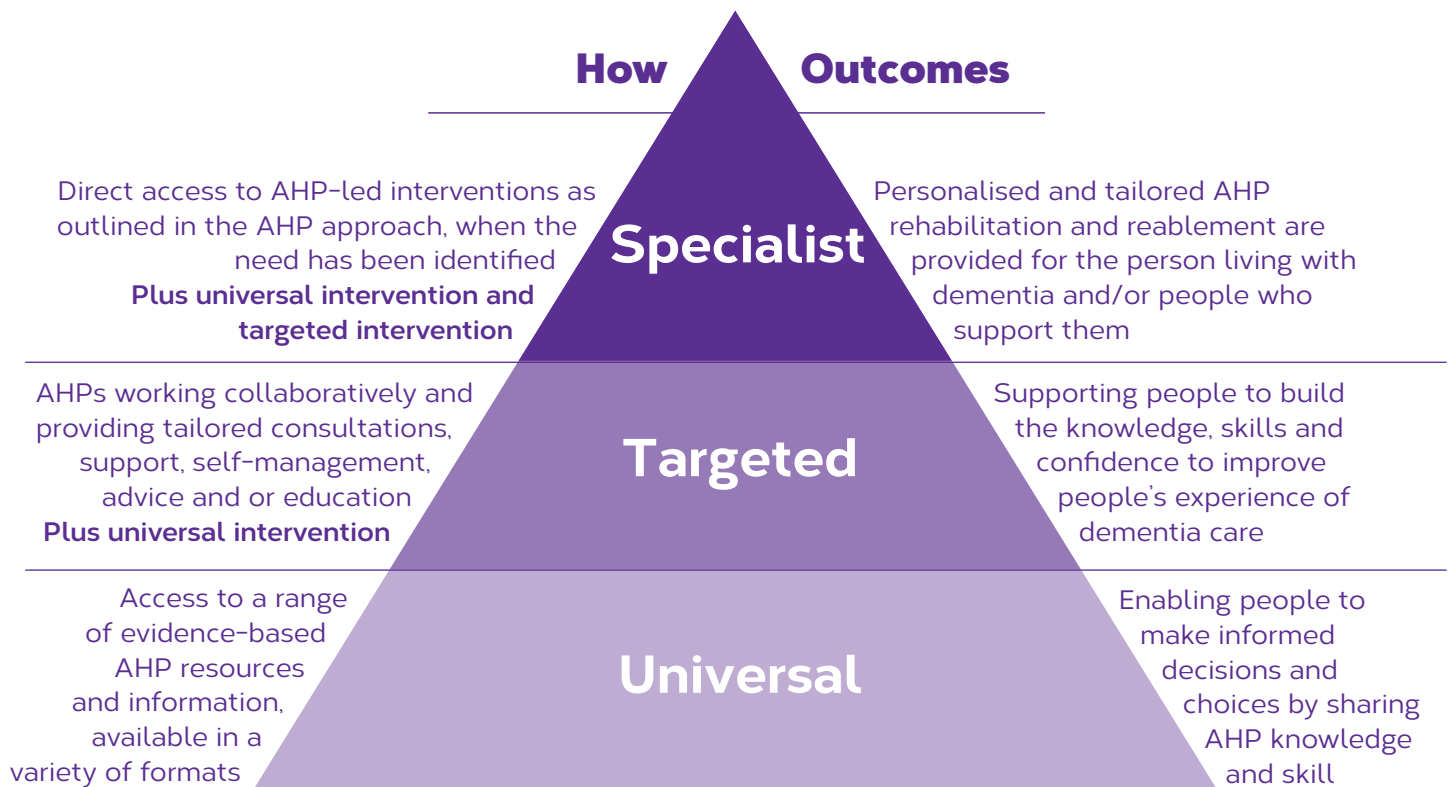 How
Outcomes
Direct access to AHP-led interventions as
outlined in the AHP approach, when the
need has been identified
Plus universal intervention and
targeted intervention
Specialist
Personalised and tailored AHP
rehabilitation and reablement are
provided for the person living with
dementia and/or people who
support them
AHPs working collaboratively and
providing tailored consultations,
support, self-management,
advice and or education
Plus universal intervention
Targeted
Supporting people to build
the knowledge, skills and
confidence to improve
people's experience of
dementia care
Access to a range
of evidence-based
AHP resources
and information,
available in a
variety of formats
Universal
Enabling people to
make informed
decisions and
choices by sharing
AHP knowledge
and skill